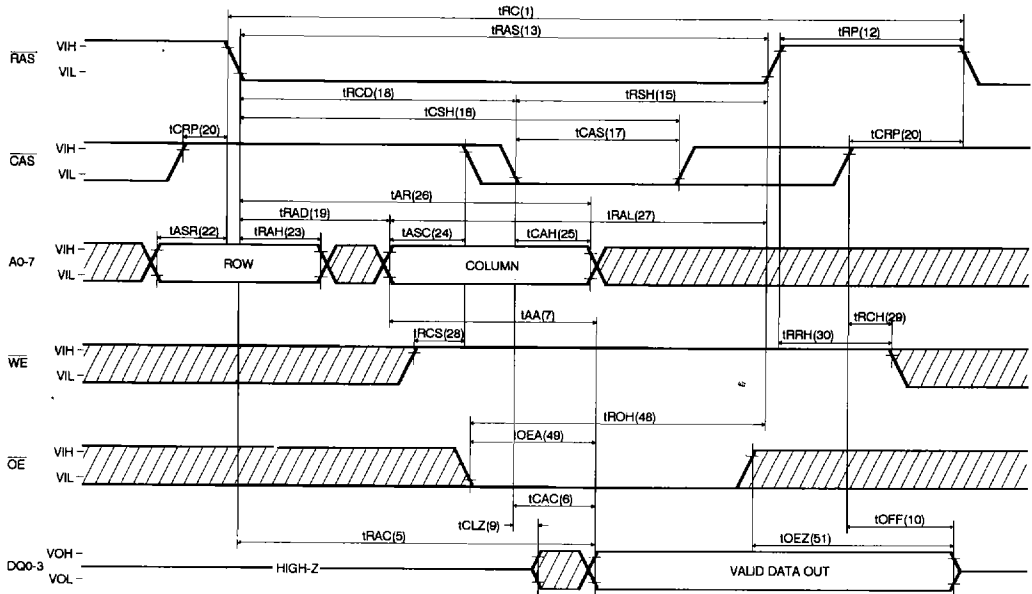 tRC(1)
tRAS(13)
tRP(12)
RAS
VIH
VIL
tRCD(18)
tRSH(15)
tCSH(18)
tCRP(20)
tCAS(17)
tCRP(20)
CAS
VIH
VIL
tAR(26)
tRAD(19)
tRAL(27)
tASR(22)
tRAH(23)
tASC(24)
tCAH(25)
A0-7
VIH
VIL
ROW
COLUMN
tAA(7)
tRCS(28)
tRCH(29)
tRRH(30)
WE
VIH
VIL
tROH(48)
tOEA(49)
OE
VIH
VIL
tCAC(6)
tCLZ(9)
tOFF(10)
tRAC(5)
tOEZ(51)
DQ0-3
VOH
VOL
HIGH-Z
VALID DATA OUT